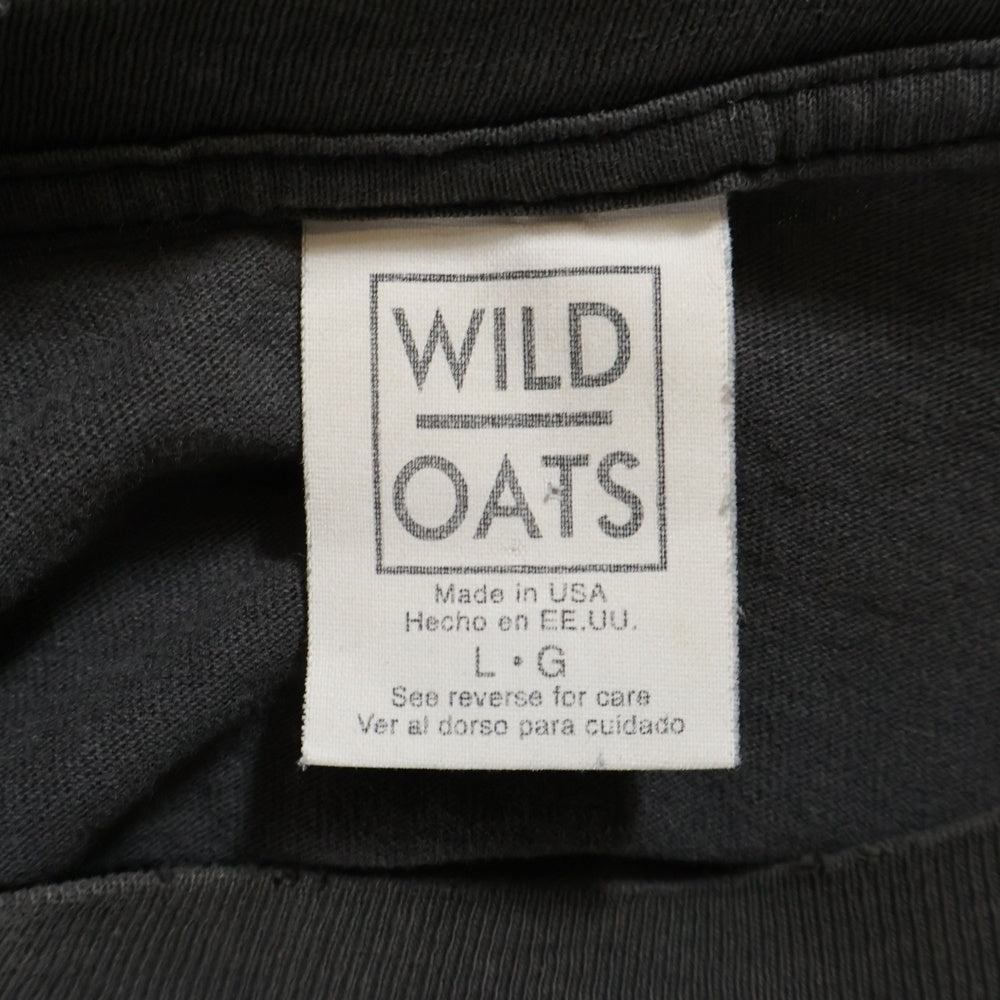 WILD
OATS
Made in USA
Hecho en EE.UU.
L • G
See reverse for care
Ver al dorso para cuidado